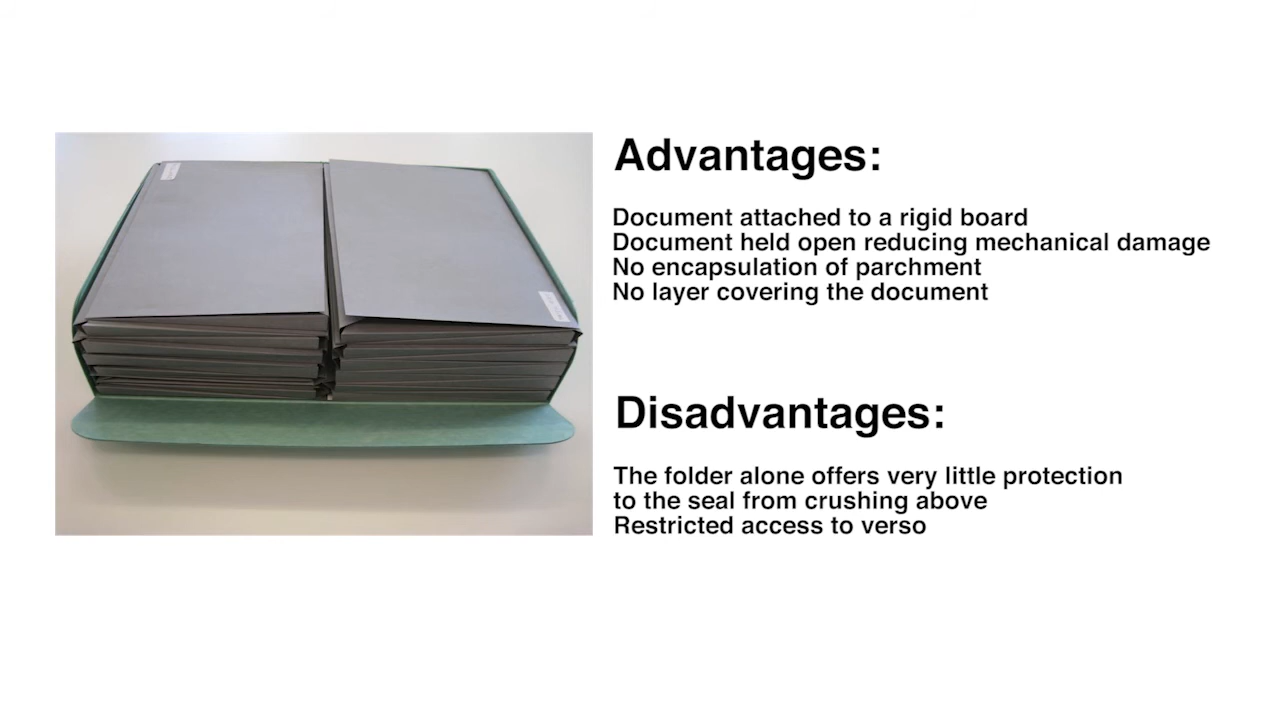 Advantages:
Document attached to a rigid board
Document held open reducing mechanical damage
No encapsulation of parchment
No layer covering the document
Disadvantages:
The folder alone offers very little protection
to the seal from crushing above
Restricted access to verso